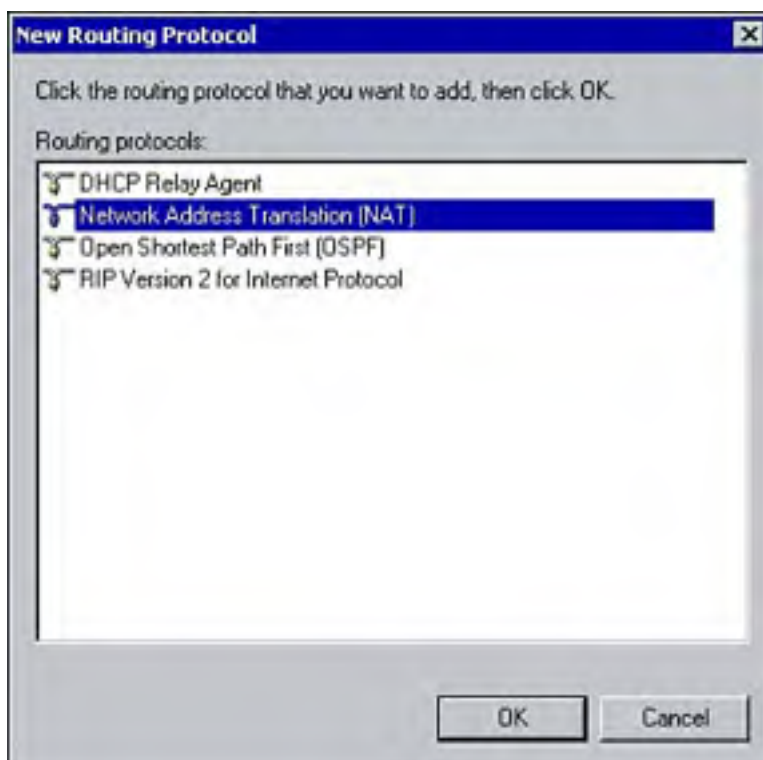 New Routing Protocol
Click the routing protocol that you want to add, then click OK.
Routing protocols:
DHCP Relay Agent
Network Address Translation (NAT)
Open Shortest Path First (OSPF)
RIP Version 2 for Internet Protocol
OK
Cancel